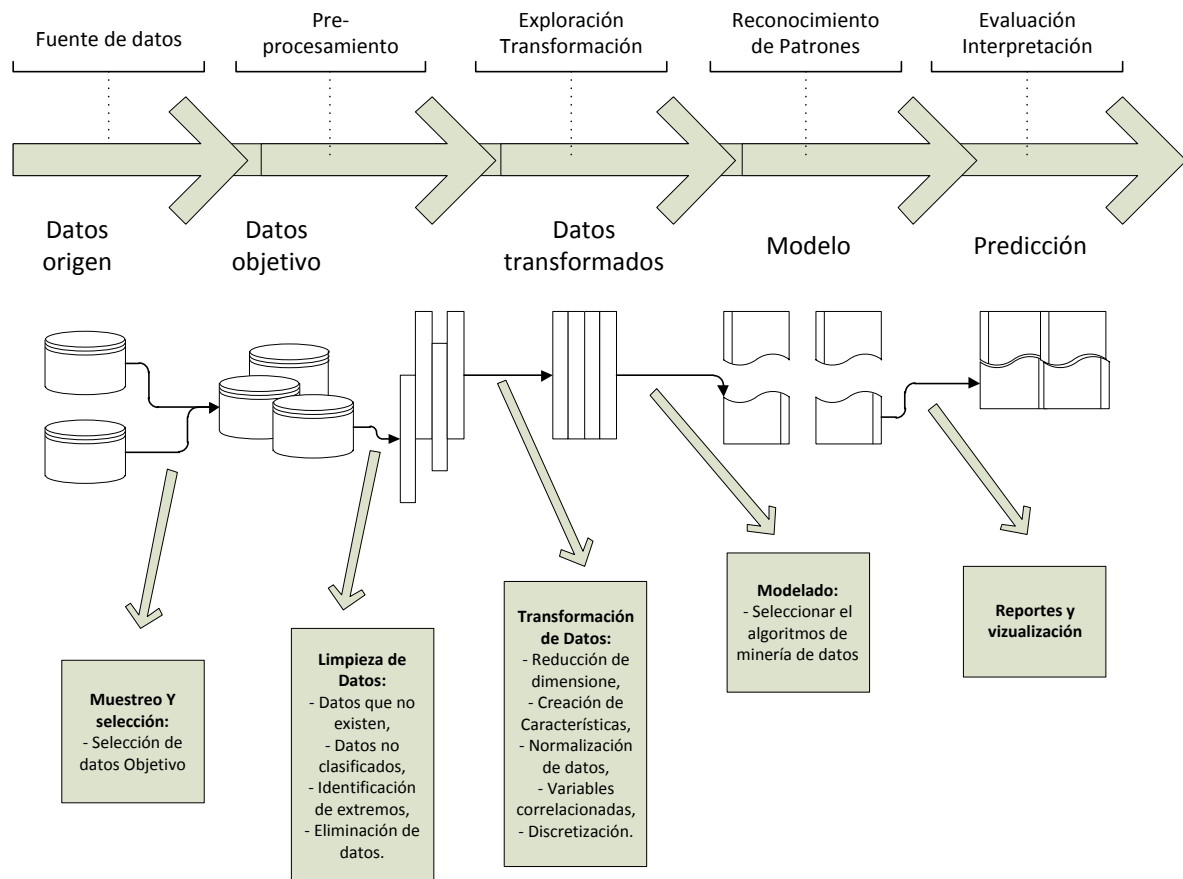 Fuente de datos
Pre-
procesamiento
Exploración
Transformación
Reconocimiento
de Patrones
Evaluación
Interpretación
Datos
origen
Datos
objetivo
Datos
transformados
Modelo
Predicción
Muestreo Y
selección:
- Selección de
datos Objetivo
Limpieza de
Datos:
- Datos que no
existen,
- Datos no
clasificados,
- Identificación
de extremos,
- Eliminación de
datos.
Transformación
de Datos:
- Reducción de
dimensione,
- Creación de
Características,
- Normalización
de datos,
- Variables
correlacionadas,
- Discretización.
Modelado:
- Seleccionar el
algoritmos de
minería de datos
Reportes y
vizualización